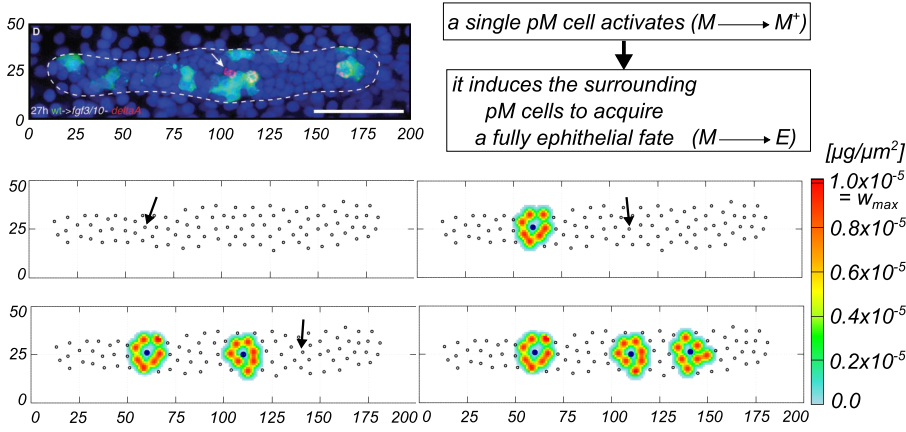 50
25
0
D
27h wt->fgf3/10- deltaA
0 25 50 75 100 125 150 175 200
a single pM cell activates (M ⟶ M⁺)
it induces the surrounding
pM cells to acquire
a fully ephithelial fate (M ⟶ E)
[µg/µm²]
1.0x10⁻⁵
= wmax
0.8x10⁻⁵
0.6x10⁻⁵
0.4x10⁻⁵
0.2x10⁻⁵
0.0
50
25
0
50
25
0
0 25 50 75 100 125 150 175 200
0 25 50 75 100 125 150 175 200